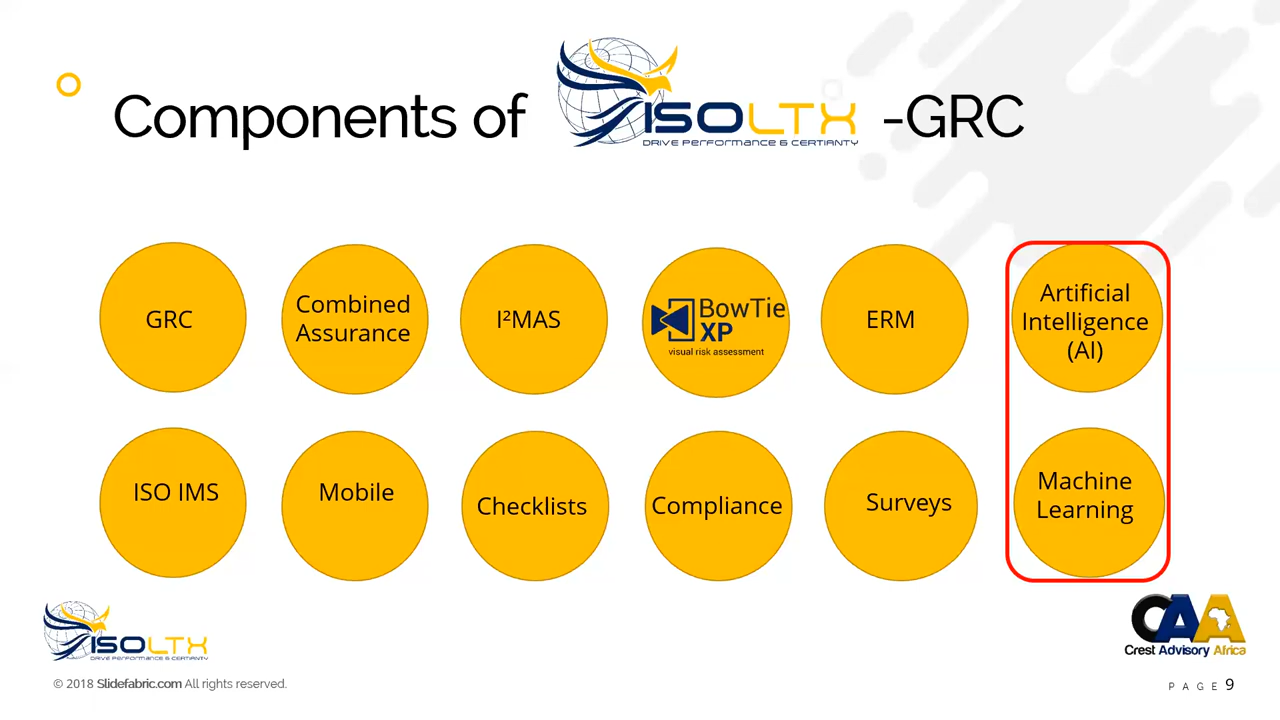 Components of ISOLTX -GRC
DRIVE PERFORMANCE & CERTIANTY
GRC
Combined
Assurance
I²MAS
BowTie
XP
visual risk assessment
ERM
Artificial
Intelligence
(AI)
ISO IMS
Mobile
Checklists
Compliance
Surveys
Machine
Learning
ISOLTX
DRIVE PERFORMANCE & CERTIANTY
CAA
Crest Advisory Africa
© 2018 Slidefabric.com All rights reserved.
PAGE 9